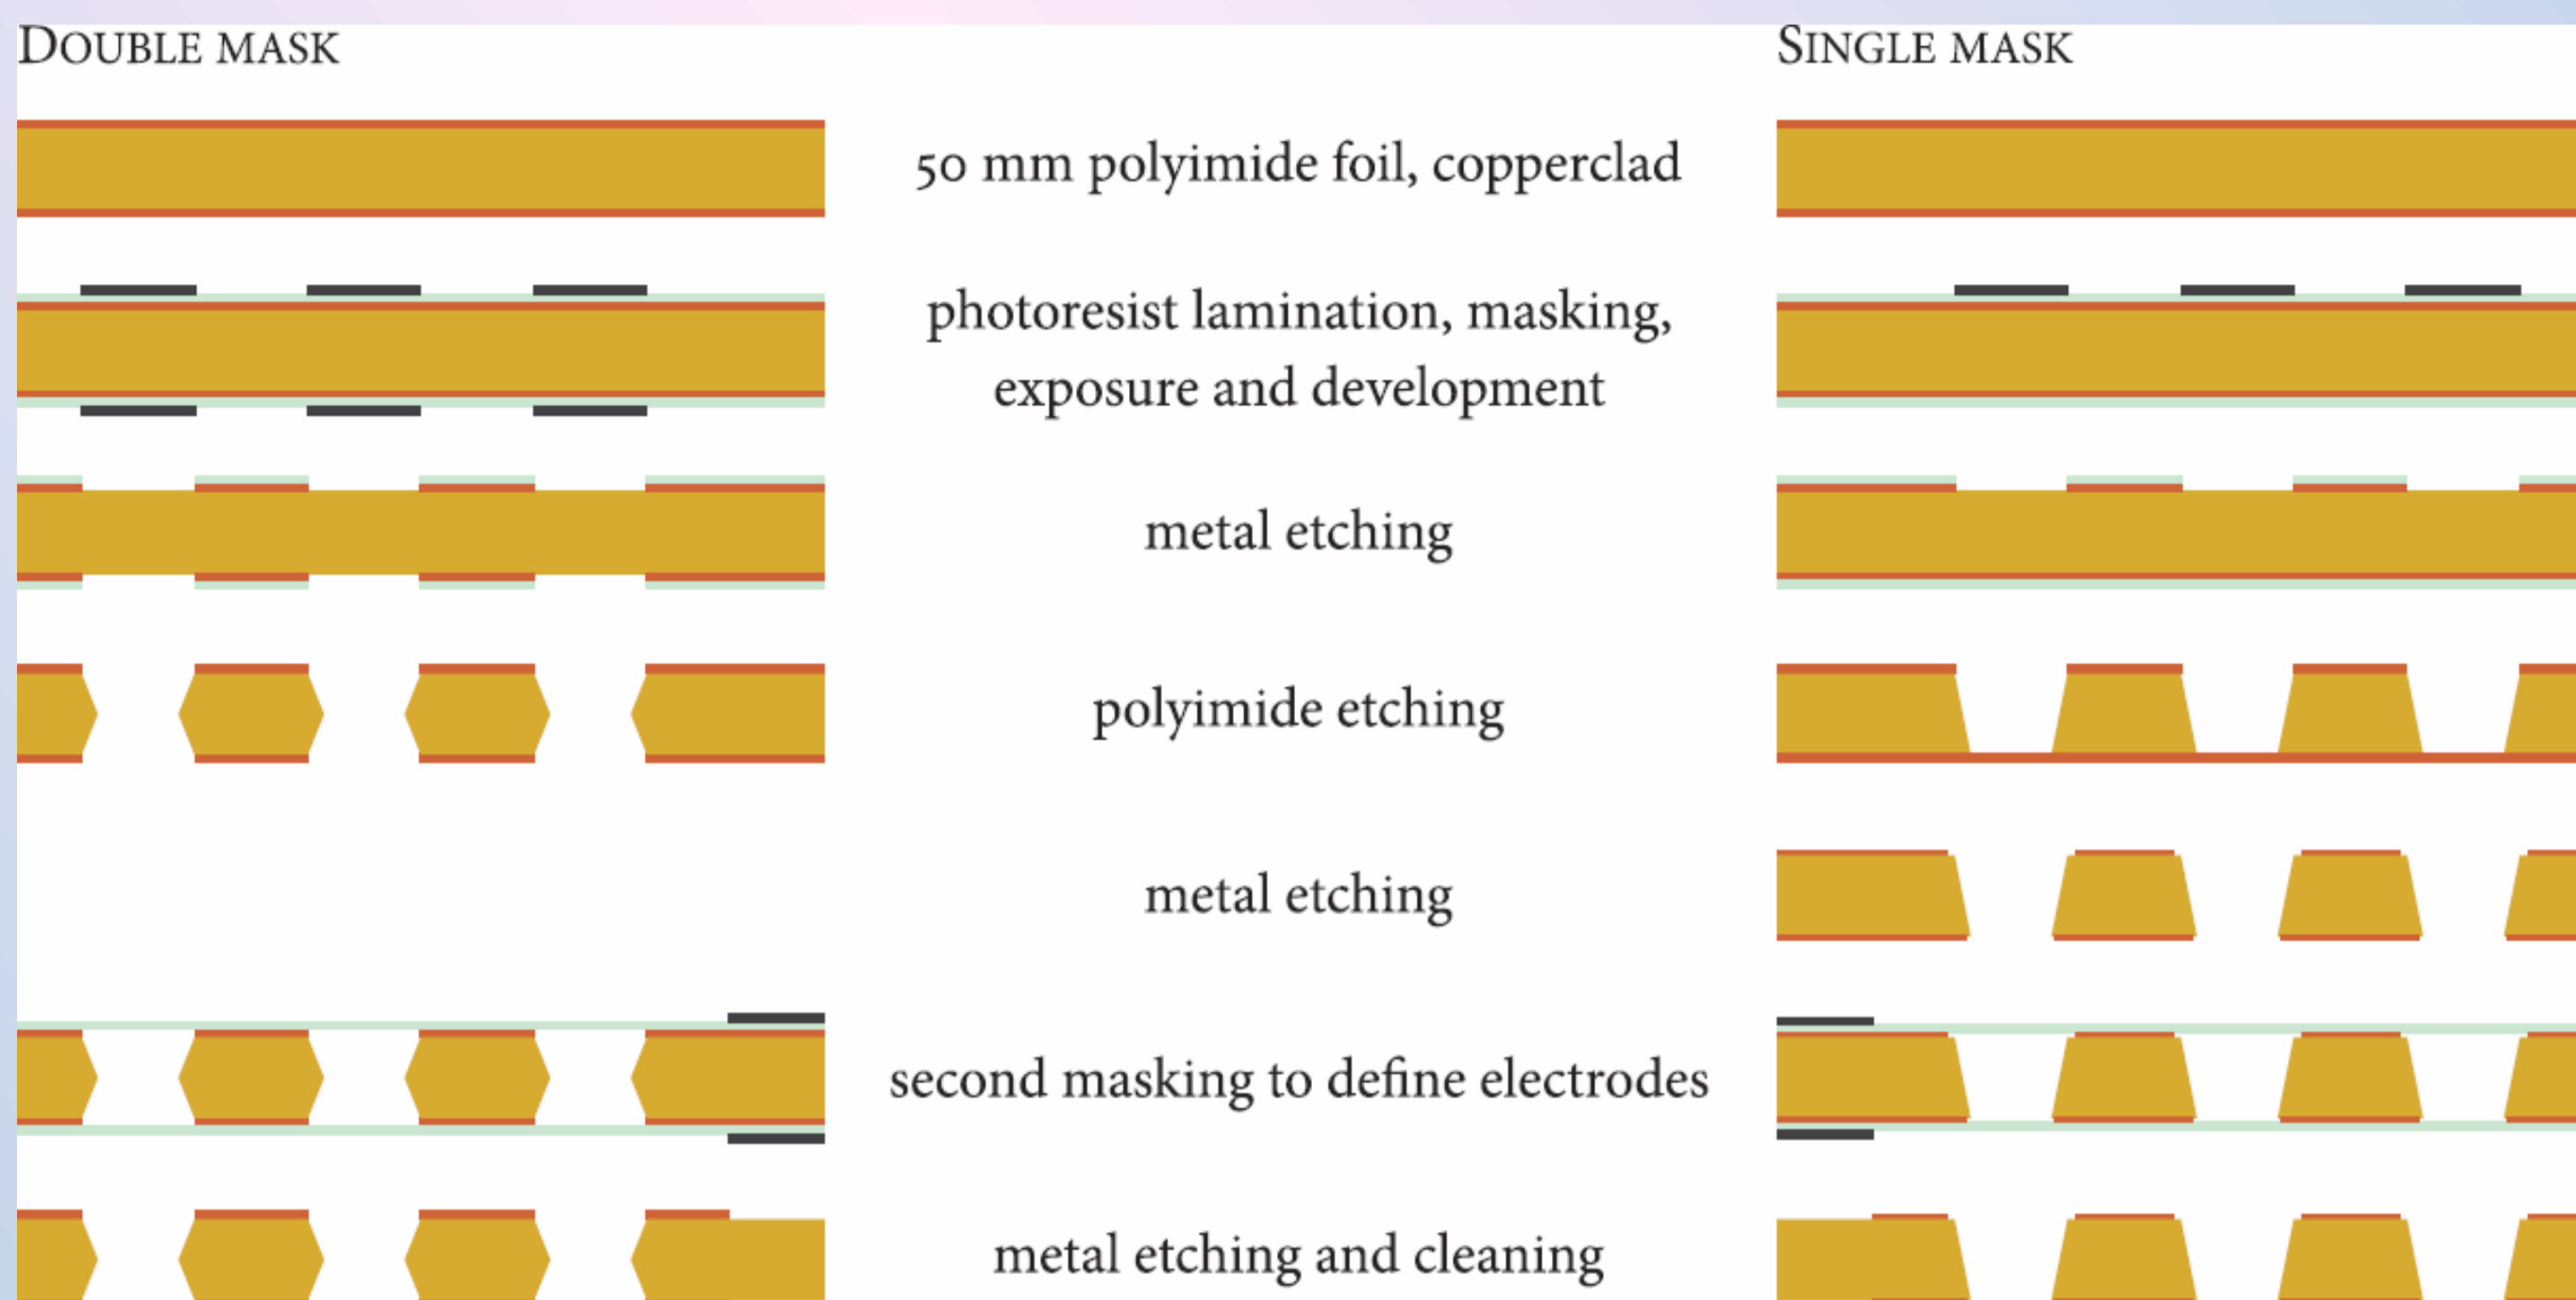 DOUBLE MASK
SINGLE MASK
50 mm polyimide foil, copperclad
photoresist lamination, masking,
exposure and development
metal etching
polyimide etching
metal etching
second masking to define electrodes
metal etching and cleaning